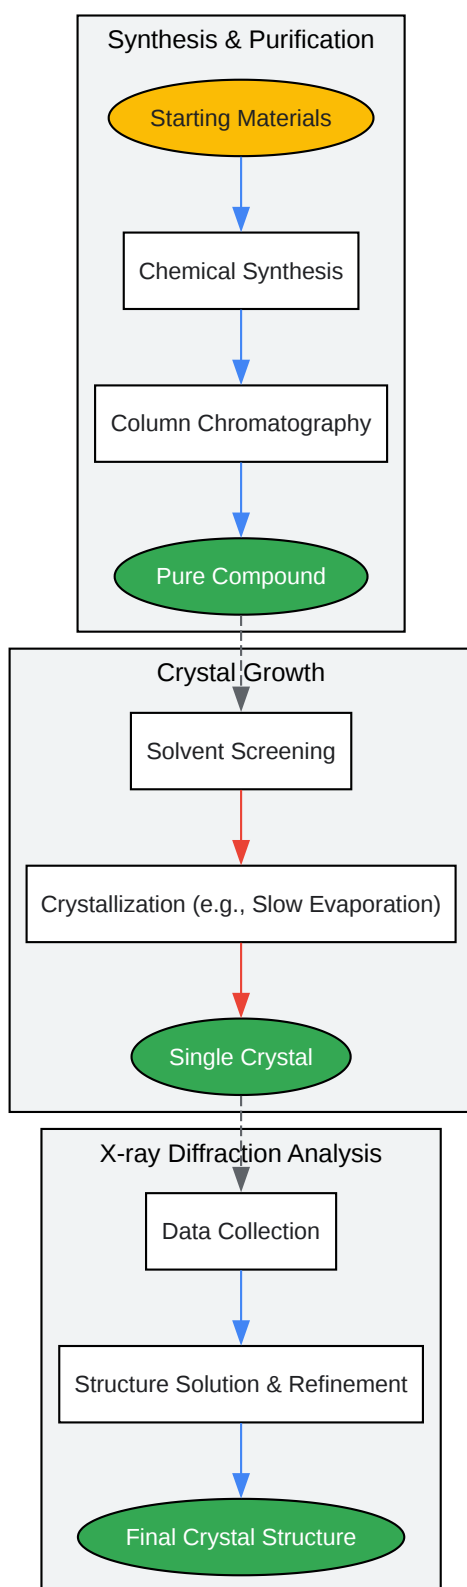 Synthesis & Purification
Starting Materials
Chemical Synthesis
Column Chromatography
Pure Compound
Crystal Growth
Solvent Screening
Crystallization (e.g., Slow Evaporation)
Single Crystal
X-ray Diffraction Analysis
Data Collection
Structure Solution & Refinement
Final Crystal Structure